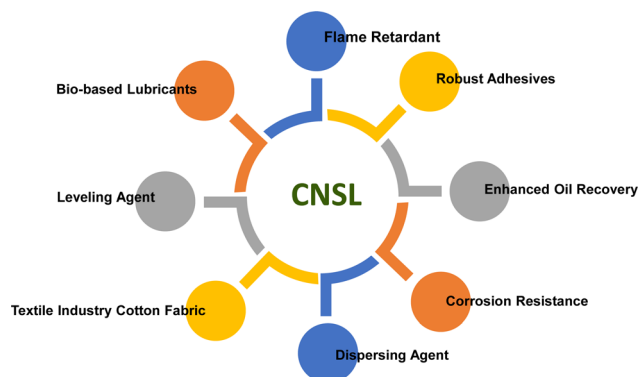 Flame Retardant
Robust Adhesives
Bio-based Lubricants
Enhanced Oil Recovery
CNSL
Leveling Agent
Corrosion Resistance
Textile Industry Cotton Fabric
Dispersing Agent